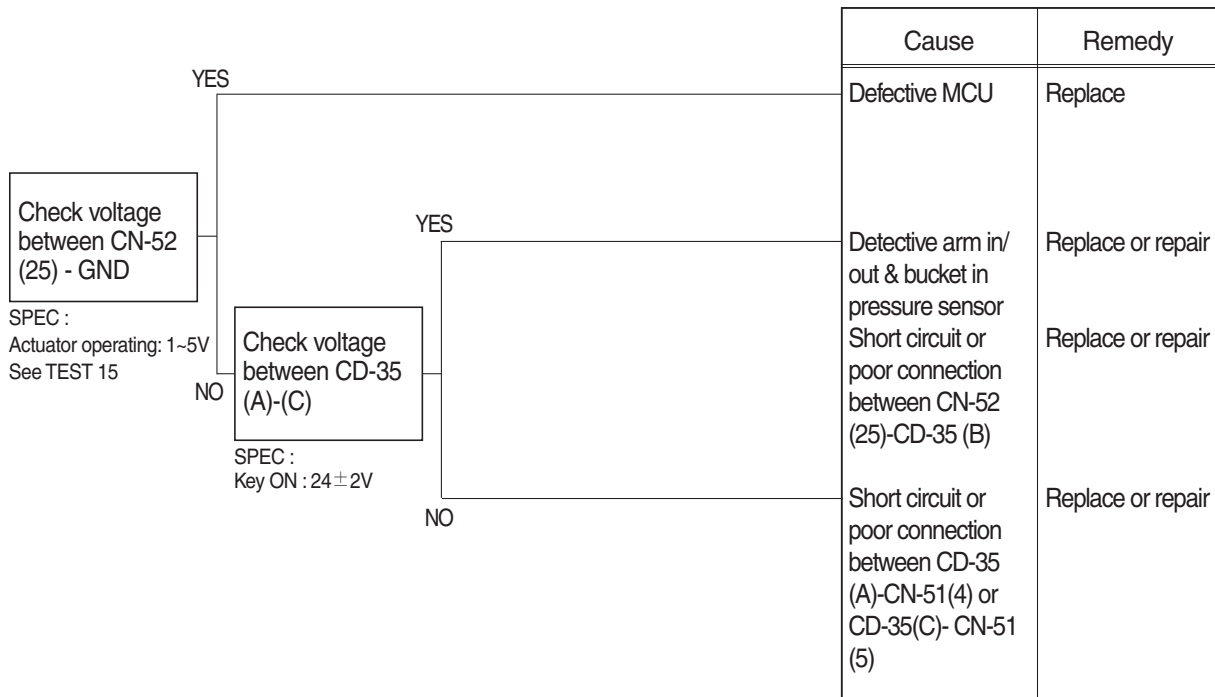 Cause
Remedy
YES
Defective MCU
Replace
Check voltage
between CN-52
(25) - GND
SPEC :
Actuator operating: 1~5V
See TEST 15
YES
Detective arm in/
out & bucket in
pressure sensor
Replace or repair
Short circuit or
poor connection
between CN-52
(25)-CD-35 (B)
Replace or repair
NO
Check voltage
between CD-35
(A)-(C)
SPEC :
Key ON : 24±2V
NO
Short circuit or
poor connection
between CD-35
(A)-CN-51(4) or
CD-35(C)- CN-51
(5)
Replace or repair